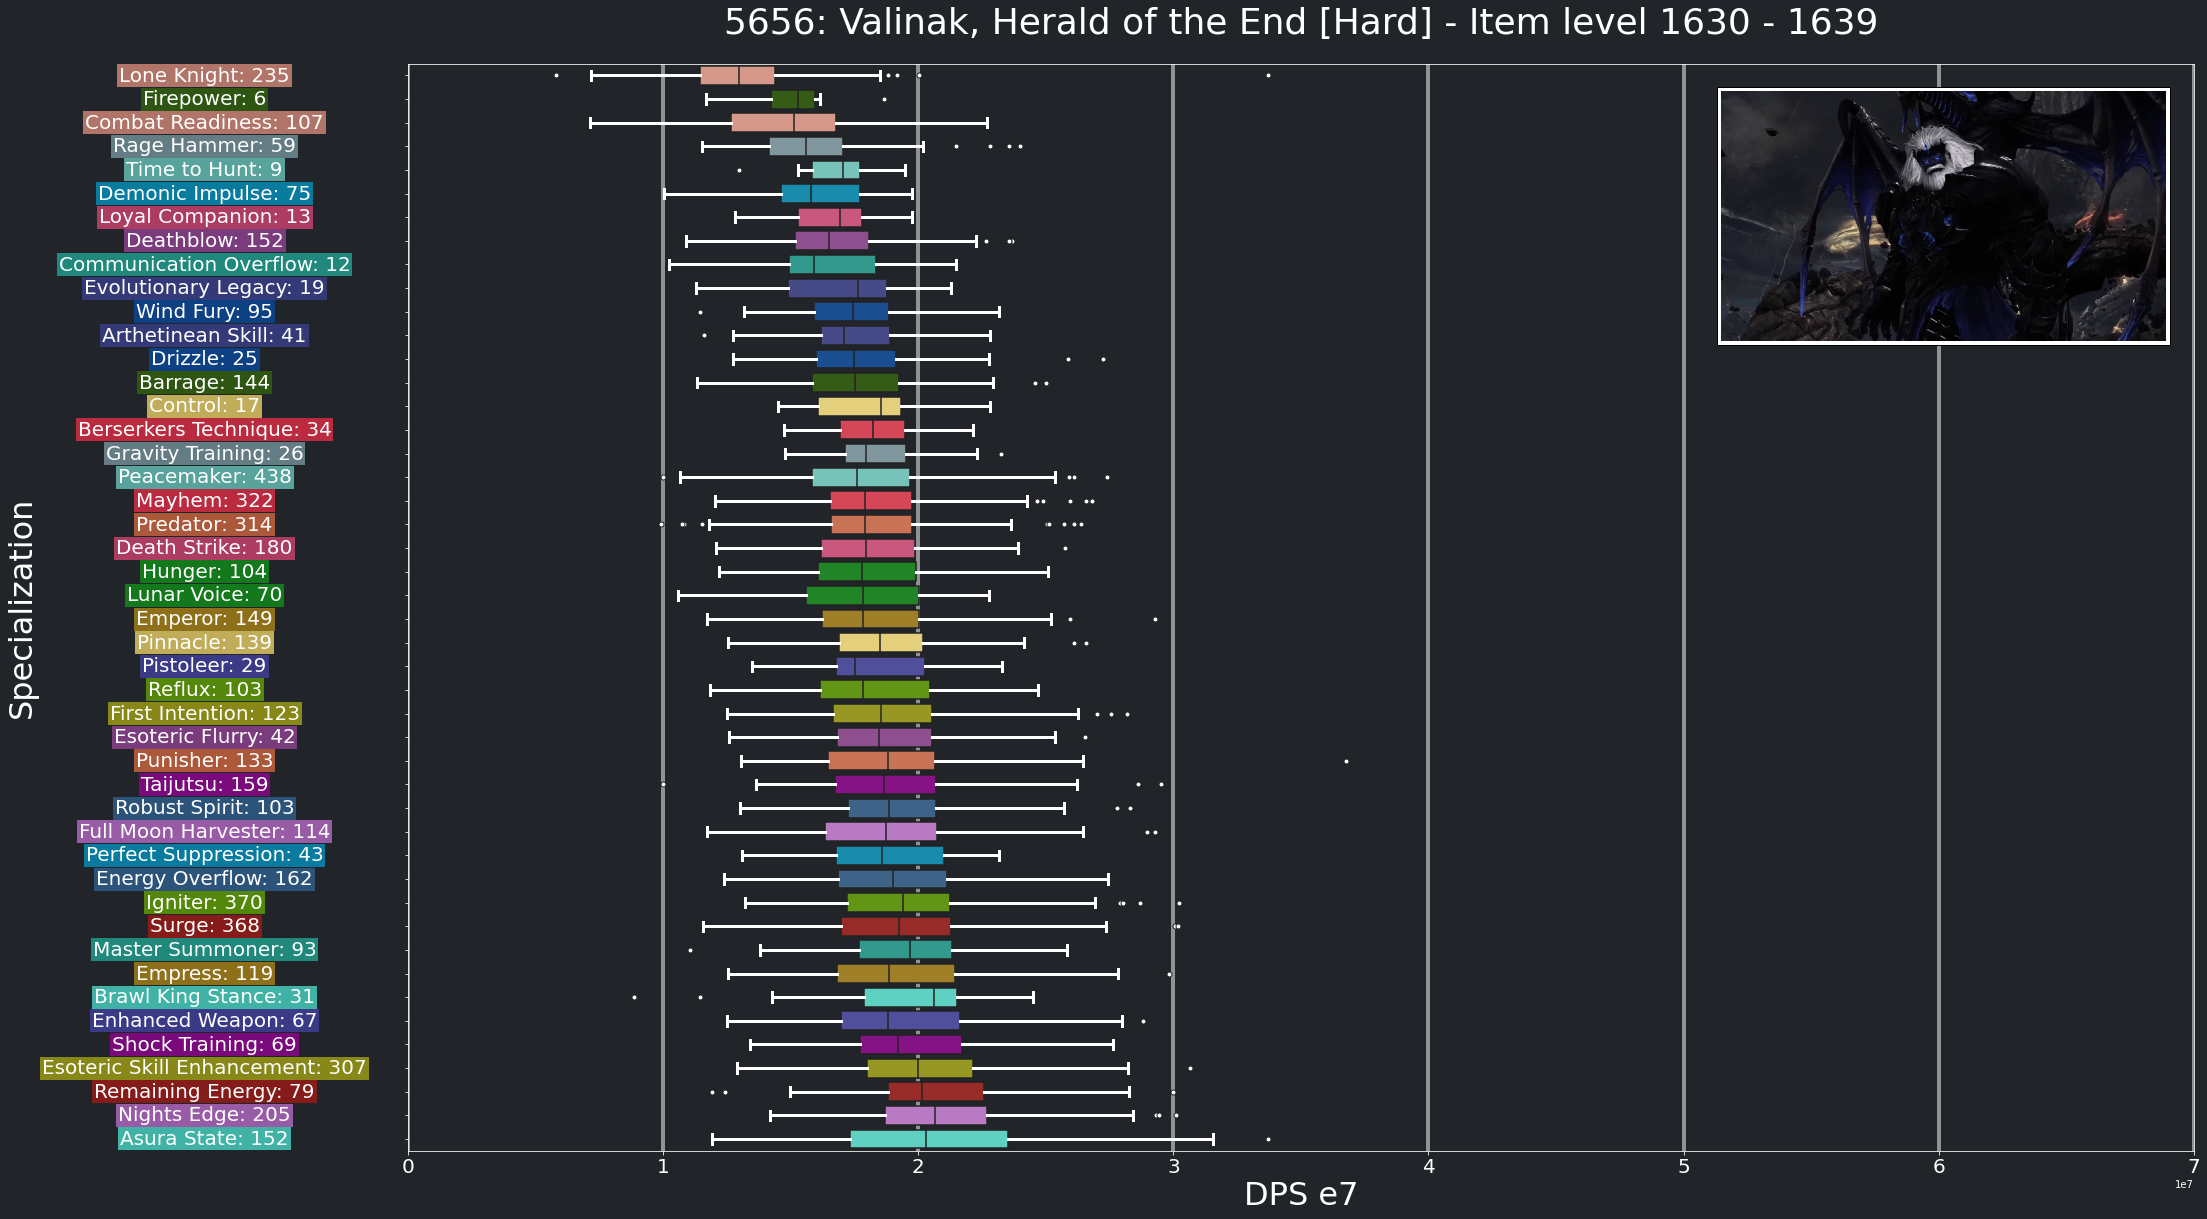 5656: Valinak, Herald of the End [Hard] - Item level 1630 - 1639
Specialization
Lone Knight: 235
Firepower: 6
Combat Readiness: 107
Rage Hammer: 59
Time to Hunt: 9
Demonic Impulse: 75
Loyal Companion: 13
Deathblow: 152
Communication Overflow: 12
Evolutionary Legacy: 19
Wind Fury: 95
Arthetinean Skill: 41
Drizzle: 25
Barrage: 144
Control: 17
Berserkers Technique: 34
Gravity Training: 26
Peacemaker: 438
Mayhem: 322
Predator: 314
Death Strike: 180
Hunger: 104
Lunar Voice: 70
Emperor: 149
Pinnacle: 139
Pistoleer: 29
Reflux: 103
First Intention: 123
Esoteric Flurry: 42
Punisher: 133
Taijutsu: 159
Robust Spirit: 103
Full Moon Harvester: 114
Perfect Suppression: 43
Energy Overflow: 162
Igniter: 370
Surge: 368
Master Summoner: 93
Empress: 119
Brawl King Stance: 31
Enhanced Weapon: 67
Shock Training: 69
Esoteric Skill Enhancement: 307
Remaining Energy: 79
Nights Edge: 205
Asura State: 152
0 1 2 3 4 5 6 7
1e7
DPS e7